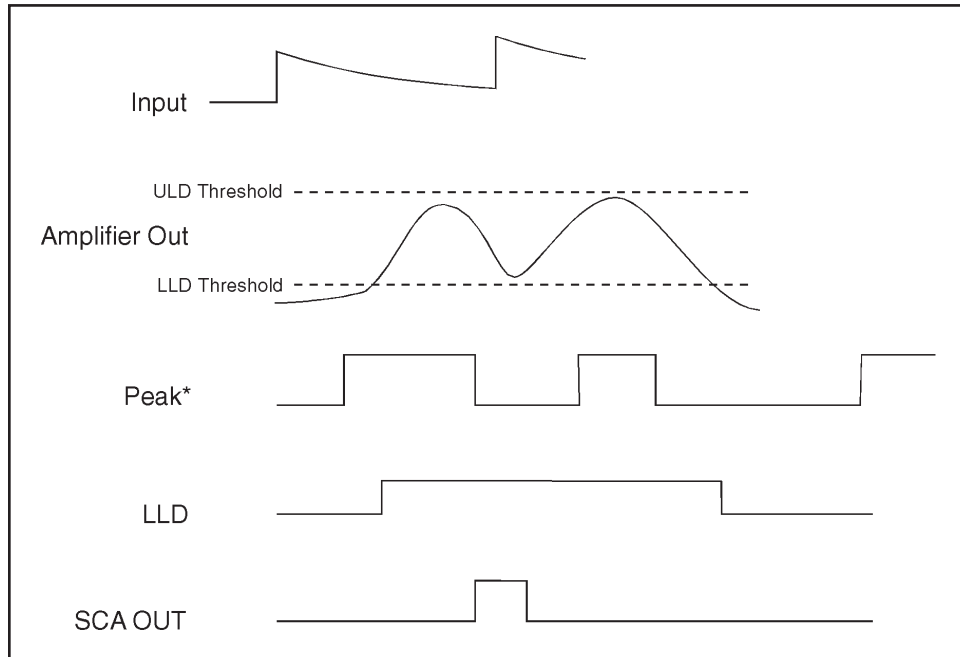 Input
ULD Threshold
Amplifier Out
LLD Threshold
Peak*
LLD
SCA OUT